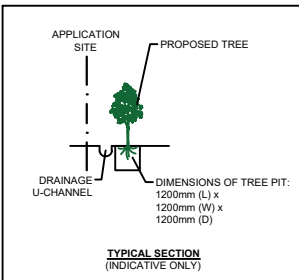 APPLICATION
SITE
PROPOSED TREE
DRAINAGE
U-CHANNEL
DIMENSIONS OF TREE PIT:
1200mm (L) x
1200mm (W) x
1200mm (D)
TYPICAL SECTION
(INDICATIVE ONLY)